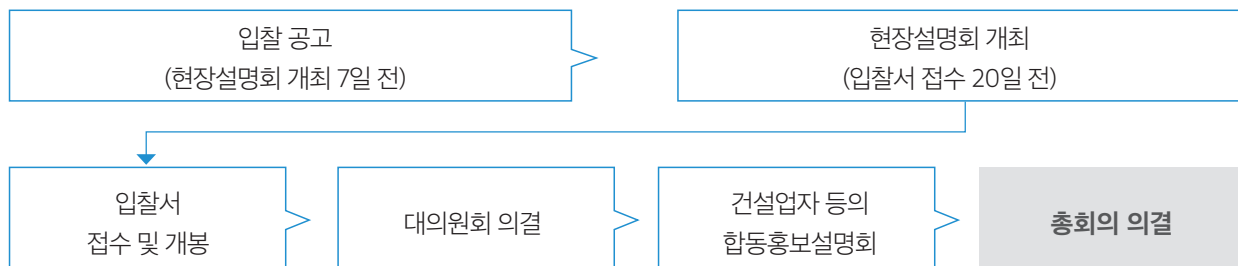 입찰 공고
(현장설명회 개최 7일 전)
현장설명회 개최
(입찰서 접수 20일 전)
입찰서
접수 및 개봉
대의원회 의결
건설업자 등의
합동홍보설명회
총회의 의결